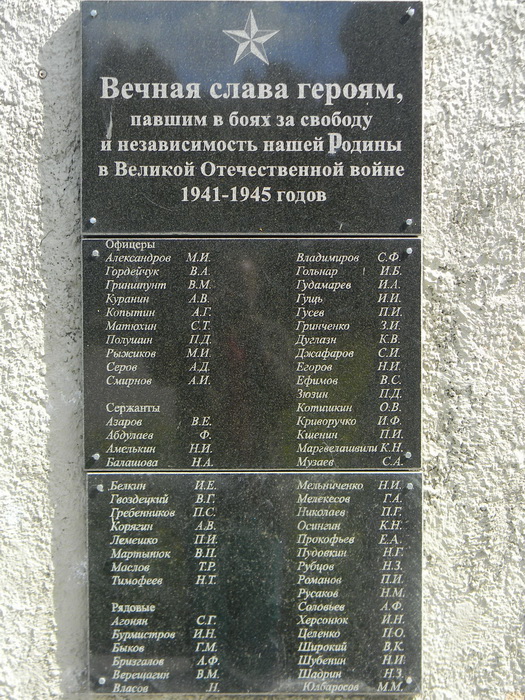 Вечная слава героям,
павшим в боях за свободу
и независимость нашей Родины
в Великой Отечественной войне
1941-1945 годов
Офицеры
Александров М.И.
Гордейчук В.А.
Гринипунт В.М.
Куранин А.В.
Копытин А.Г.
Матюхин С.Т.
Полушин П.Д.
Рыжиков М.И.
Серов А.Д.
Смирнов А.И.
Сержанты
Азаров В.Е.
Абдулаев Ф.
Амелькин Н.И.
Балашова Н.А.
Владимиров С.Ф
Гольнар И.Б.
Гудамарев И.А.
Гущь И.И.
Гусев П.И.
Гринченко З.И.
Дуглазн К.В.
Джафаров С.И.
Егоров Н.И.
Ефимов В.С.
Зюзин П.Д.
Котишкин О.В.
Криворучко И.Ф.
Кшенин П.И.
Маргвелашвили К.Н.
Музаев С.А.
Белкин И.Е.
Гвоздецкий В.Г.
Гребенников П.С.
Корягин А.В.
Лемешко П.И.
Мартынюк В.П.
Маслов Т.Р.
Тимофеев Н.Т.
Рядовые
Агонян С.Г.
Бурмистров И.Н.
Быков Г.М.
Бризгалов А.Ф.
Верещагин В.М.
Власов .Н.
Мельниченко Н.И.
Мелекесов Г.А.
Николаев П.Г.
Осингин К.Н.
Прокофьев Е.А.
Пудовкин Н.Г.
Рубцов Н.З.
Романов П.И.
Русаков Н.М.
Соловьев А.Ф.
Херсонюк И.Н.
Целенко П.О.
Широкий В.К.
Шубенин Н.И.
Шадрин Н.З.
Юлбаросов М.М.